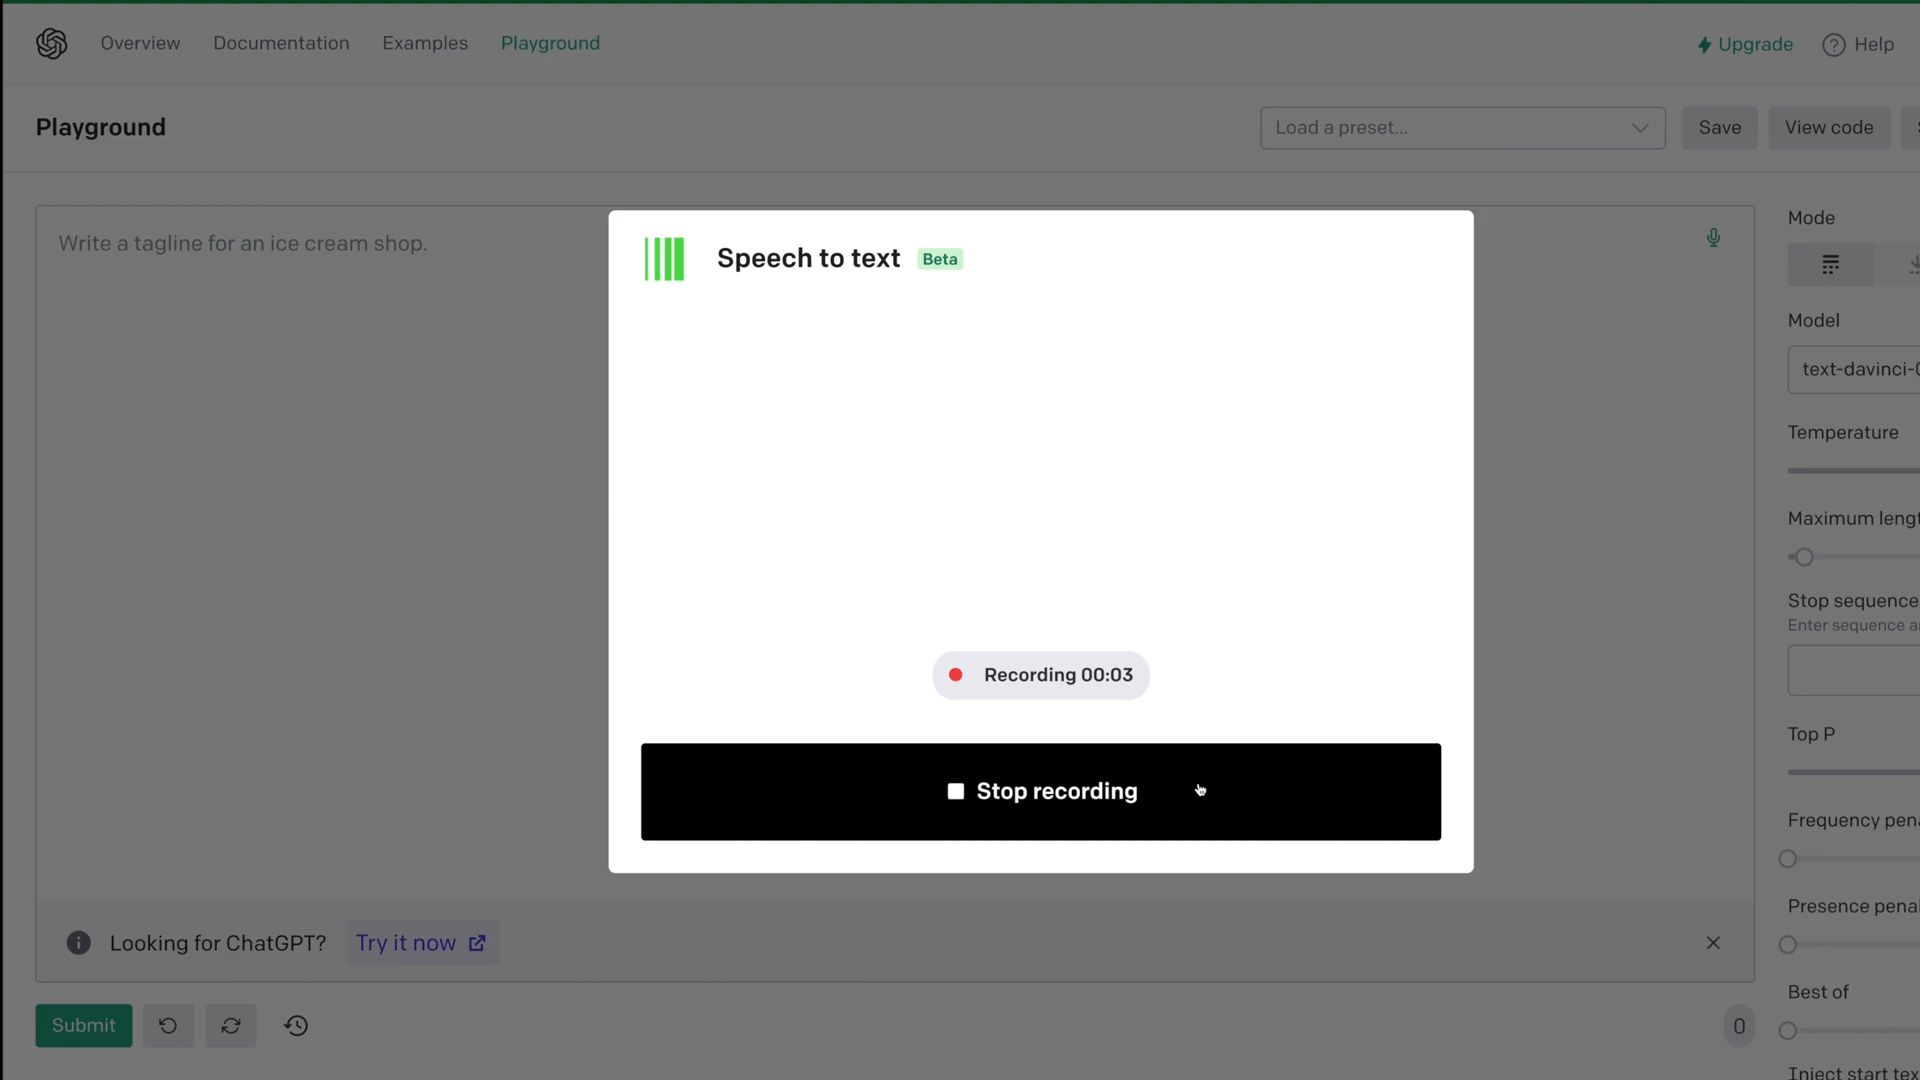 Overview Documentation Examples Playground Upgrade Help
Playground
Load a preset...
Save
View code
Write a tagline for an ice cream shop.
Speech to text Beta
Recording 00:03
Stop recording
Looking for ChatGPT? Try it now
Submit
0
Mode
Model
text-davinci-0
Temperature
Maximum lengt
Stop sequence
Enter sequence a
Top P
Frequency pena
Presence penal
Best of
Inject start tex